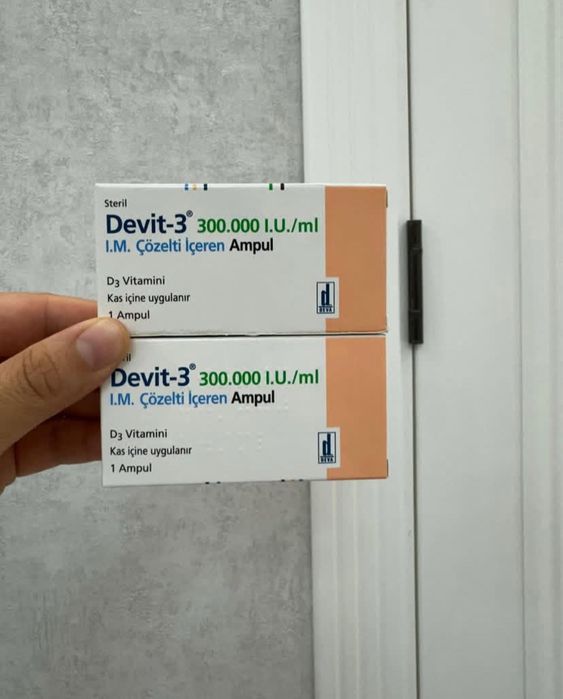 Steril
Devit-3® 300.000 I.U./ml
I.M. Çözelti İçeren Ampul
D3 Vitamini
Kas içine uygulanır
1 Ampul
DEVA
Devit-3® 300.000 I.U./ml
I.M. Çözelti İçeren Ampul
D3 Vitamini
Kas içine uygulanır
1 Ampul
DEVA